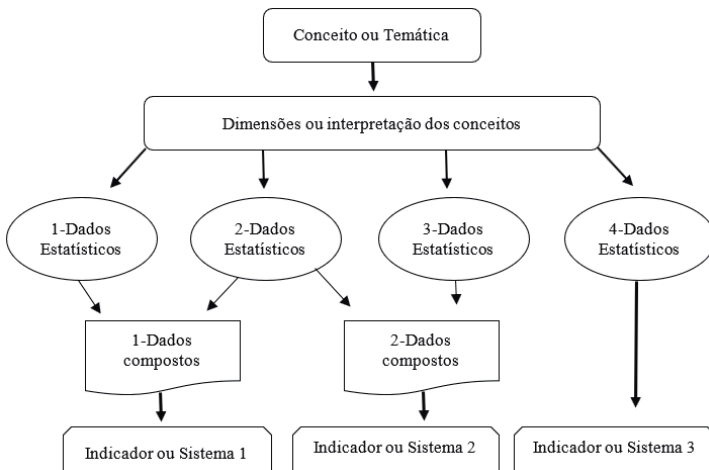 Conceito ou Temática
Dimensões ou interpretação dos conceitos
1-Dados
Estatísticos
2-Dados
Estatísticos
3-Dados
Estatísticos
4-Dados
Estatísticos
1-Dados
compostos
2-Dados
compostos
Indicador ou Sistema 1
Indicador ou Sistema 2
Indicador ou Sistema 3